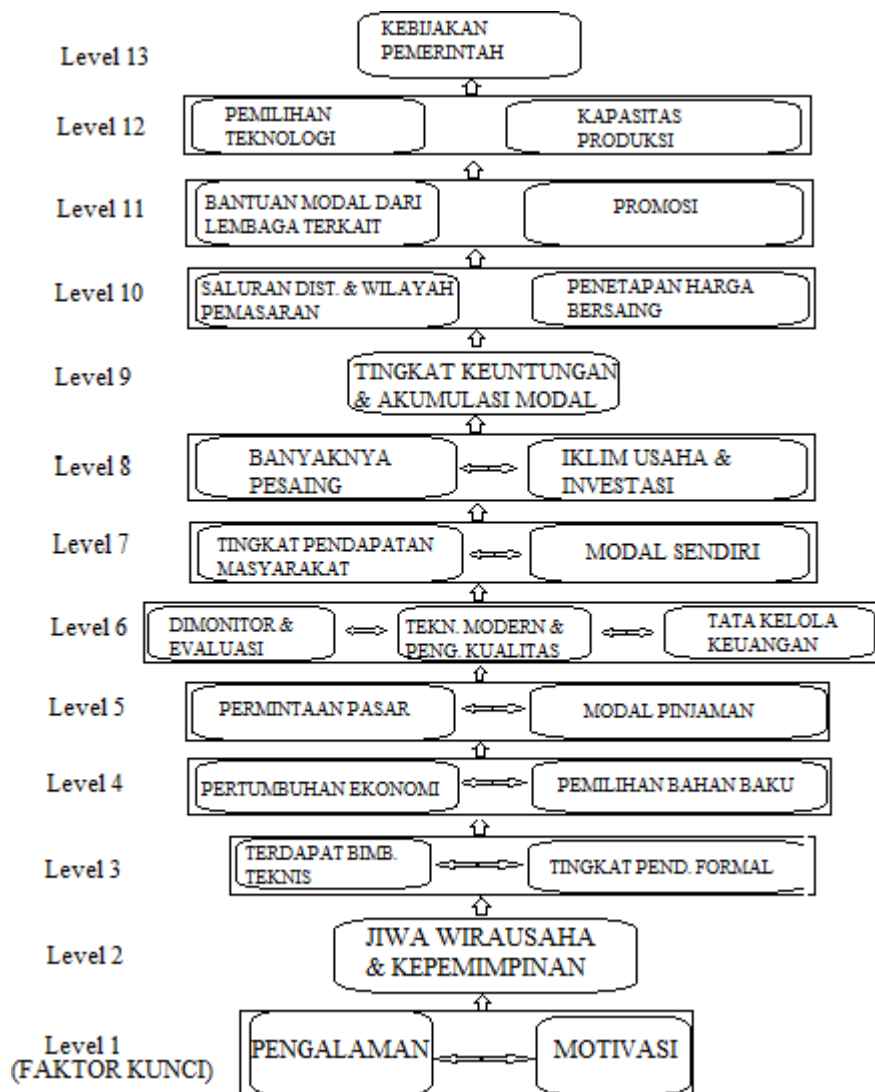 KEBIJAKAN
PEMERINTAH
Level 13
PEMILIHAN
TEKNOLOGI
KAPASITAS
PRODUKSI
Level 12
BANTUAN MODAL DARI
LEMBAGA TERKAIT
PROMOSI
Level 11
SALURAN DIST. & WILAYAH
PEMASARAN
PENETAPAN HARGA
BERSAING
Level 10
TINGKAT KEUNTUNGAN
& AKUMULASI MODAL
Level 9
BANYAKNYA
PESAING
IKLIM USAHA &
INVESTASI
Level 8
TINGKAT PENDAPATAN
MASYARAKAT
MODAL SENDIRI
Level 7
DIMONITOR &
EVALUASI
TEKN. MODERN &
PENG. KUALITAS
TATA KELOLA
KEUANGAN
Level 6
PERMINTAAN PASAR
MODAL PINJAMAN
Level 5
PERTUMBUHAN EKONOMI
PEMILIHAN BAHAN BAKU
Level 4
TERDAPAT BIMB.
TEKNIS
TINGKAT PEND. FORMAL
Level 3
JIWA WIRAUSAHA
& KEPEMIMPINAN
Level 2
PENGALAMAN
MOTIVASI
Level 1
(FAKTOR KUNCI)